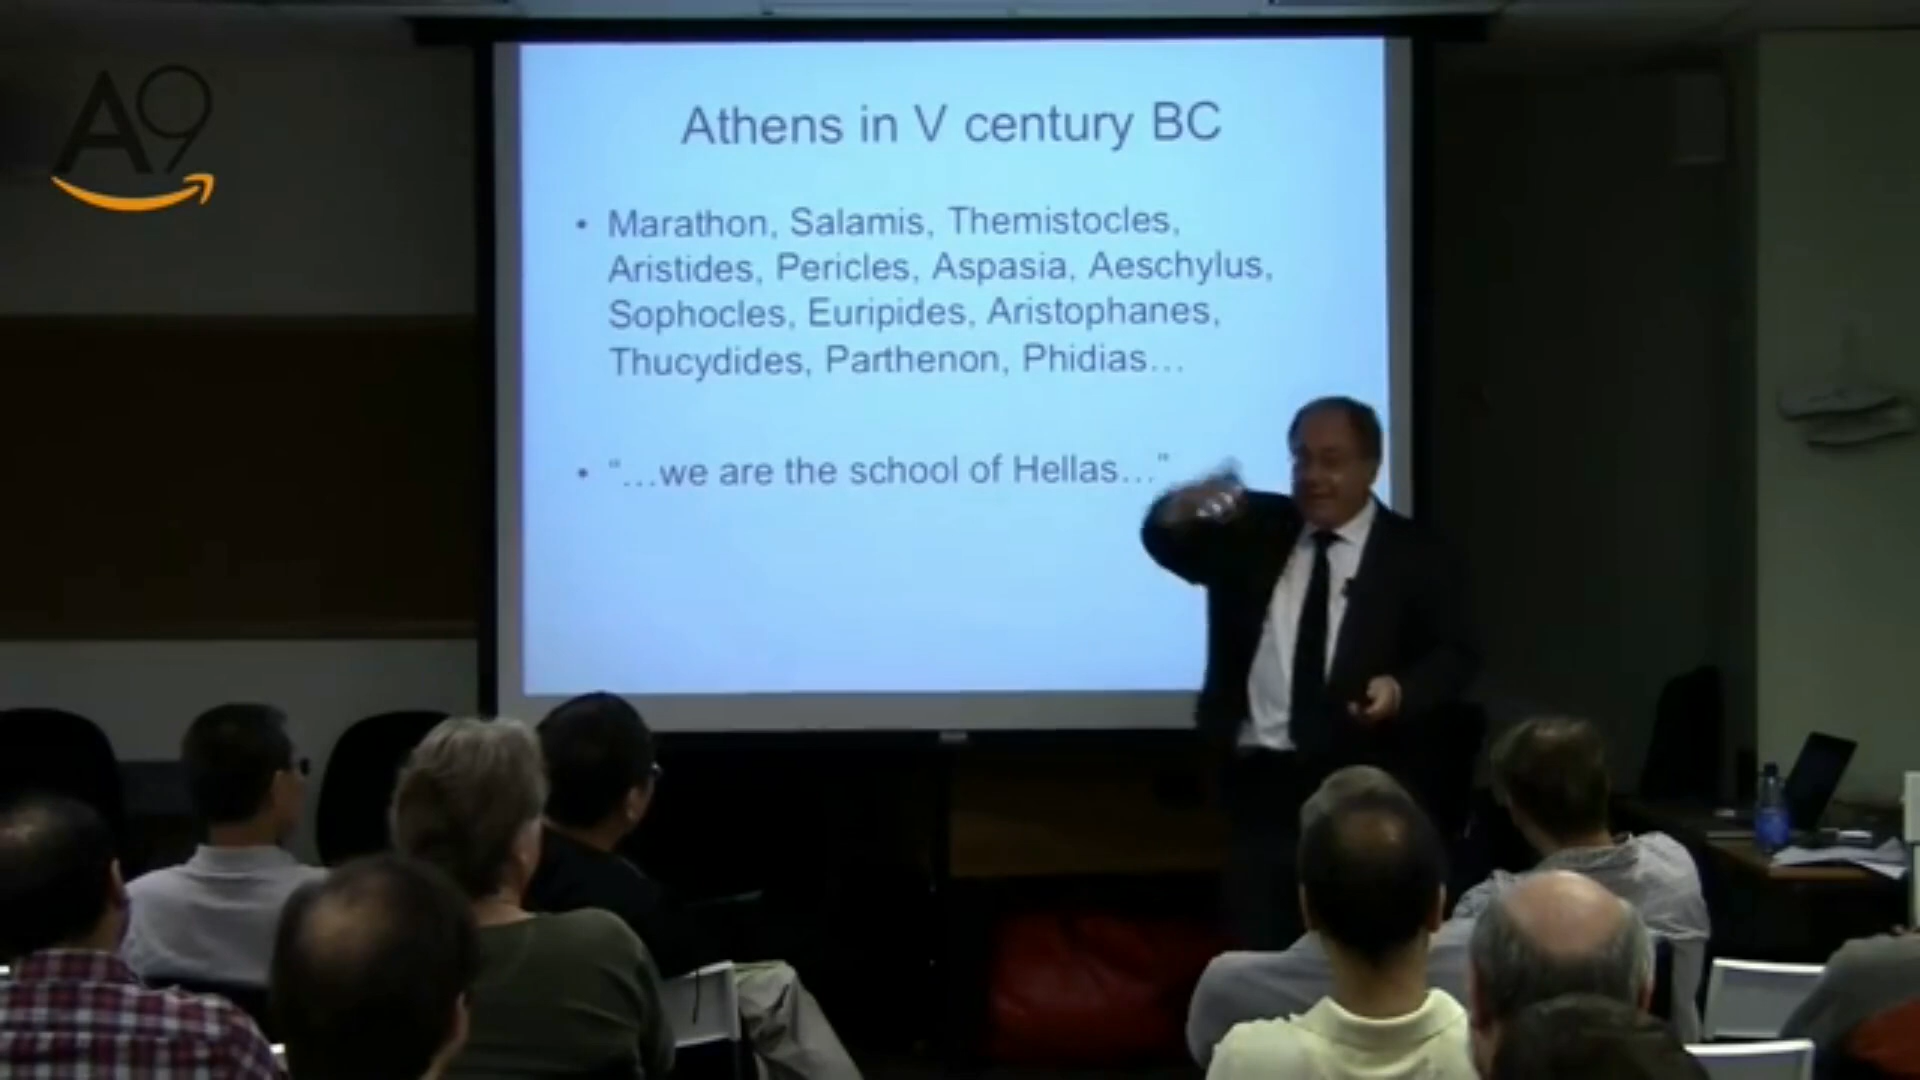 A9
Athens in V century BC
• Marathon, Salamis, Themistocles,
Aristides, Pericles, Aspasia, Aeschylus,
Sophocles, Euripides, Aristophanes,
Thucydides, Parthenon, Phidias…
• “…we are the school of Hellas…”